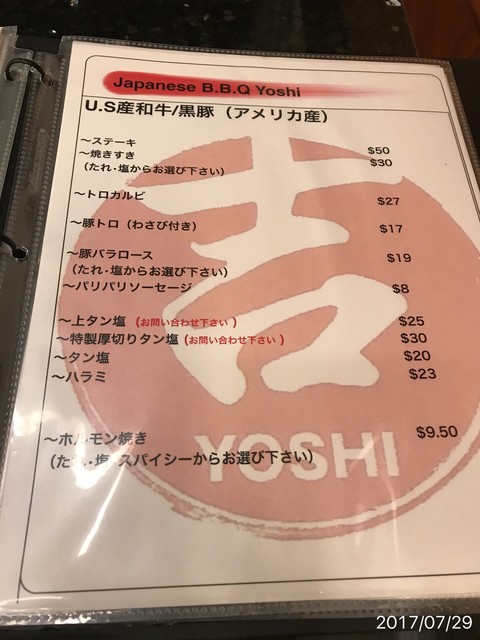 Japanese B.B.Q Yoshi
U.S産和牛/黒豚（アメリカ産）
～ステーキ $50
～焼きすき $30
（たれ・塩からお選び下さい）
～トロカルビ $27
～豚トロ（わさび付き） $17
～豚バラロース $19
（たれ・塩からお選び下さい）
～パリパリソーセージ $8
～上タン塩（お問い合わせ下さい） $25
～特製厚切りタン塩(お問い合わせ下さい） $30
～タン塩 $20
～ハラミ $23
～ホルモン焼き $9.50
（たれ・塩・スパイシーからお選び下さい）
吉
YOSHI
2017/07/29